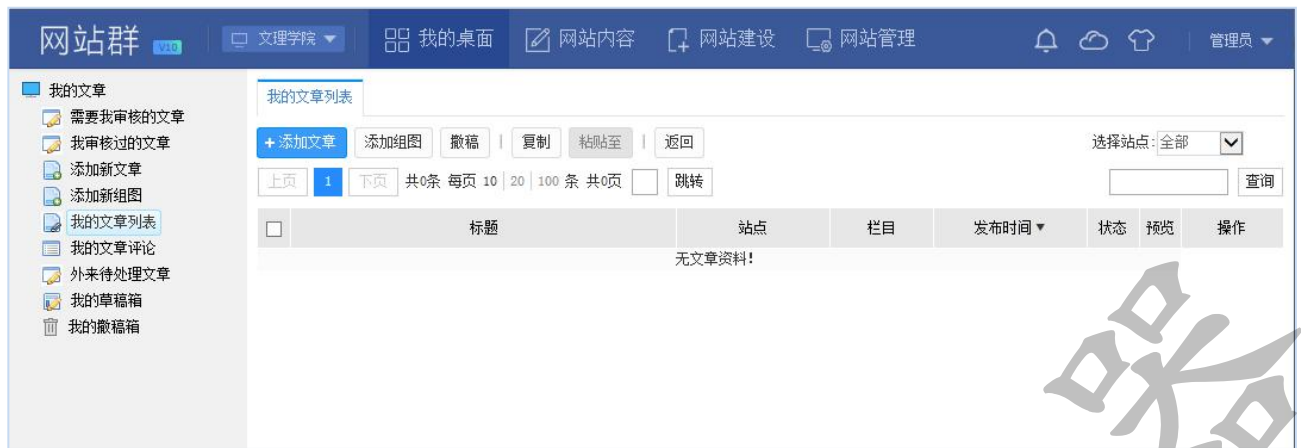 网站群 V10 文理学院 我的桌面 网站内容 网站建设 网站管理 管理员
我的文章
需要我审核的文章
我审核过的文章
添加新文章
添加新组图
我的文章列表
我的文章评论
外来待处理文章
我的草稿箱
我的撤稿箱
我的文章列表
+添加文章 添加组图 撤稿 | 复制 粘贴至 | 返回 选择站点:全部
上页 1 下页 共0条 每页 10 | 20 | 100 条 共0页 跳转 查询
标题 站点 栏目 发布时间▼ 状态 预览 操作
无文章资料!